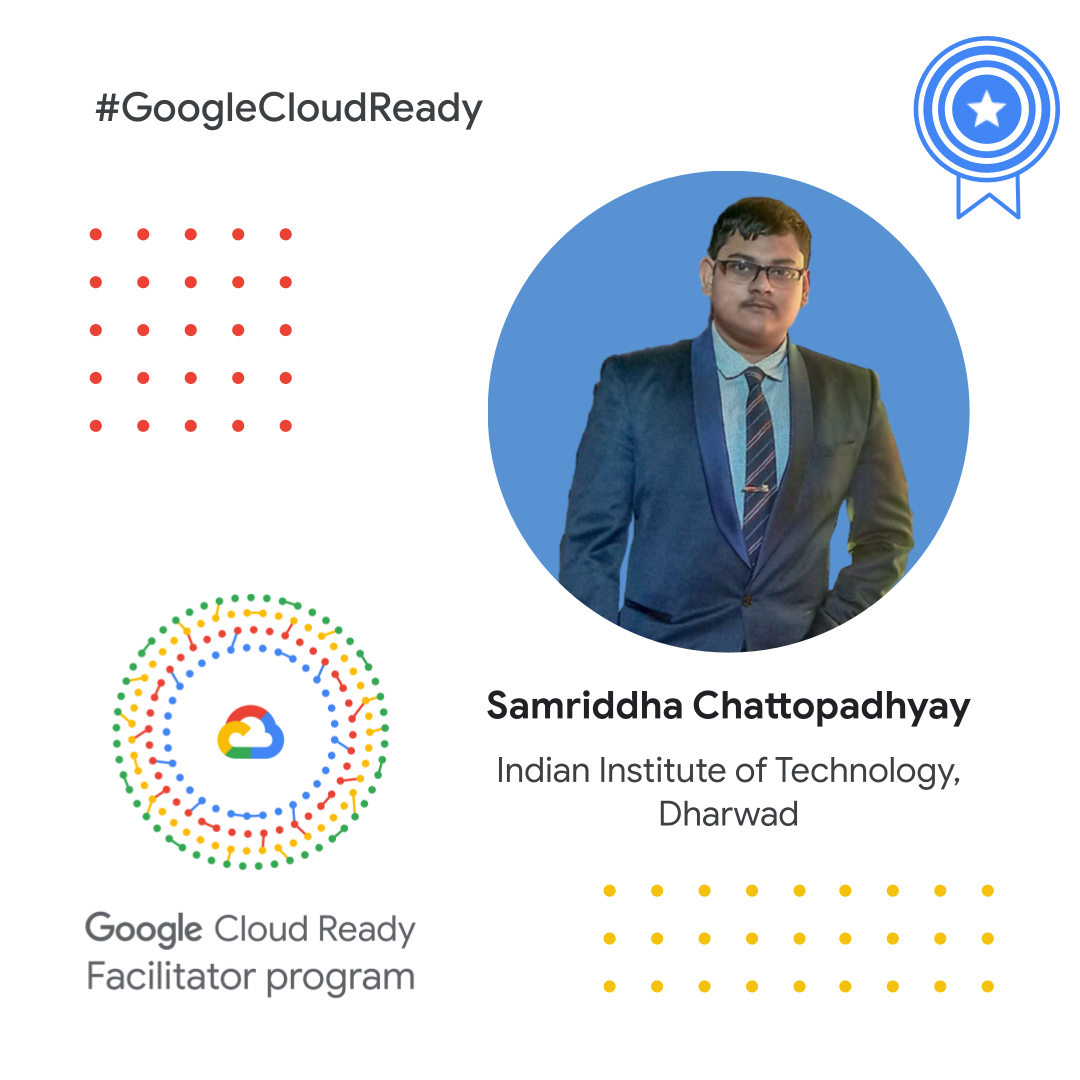 #GoogleCloudReady
Samriddha Chattopadhyay
Indian Institute of Technology,
Dharwad
Google Cloud Ready
Facilitator program